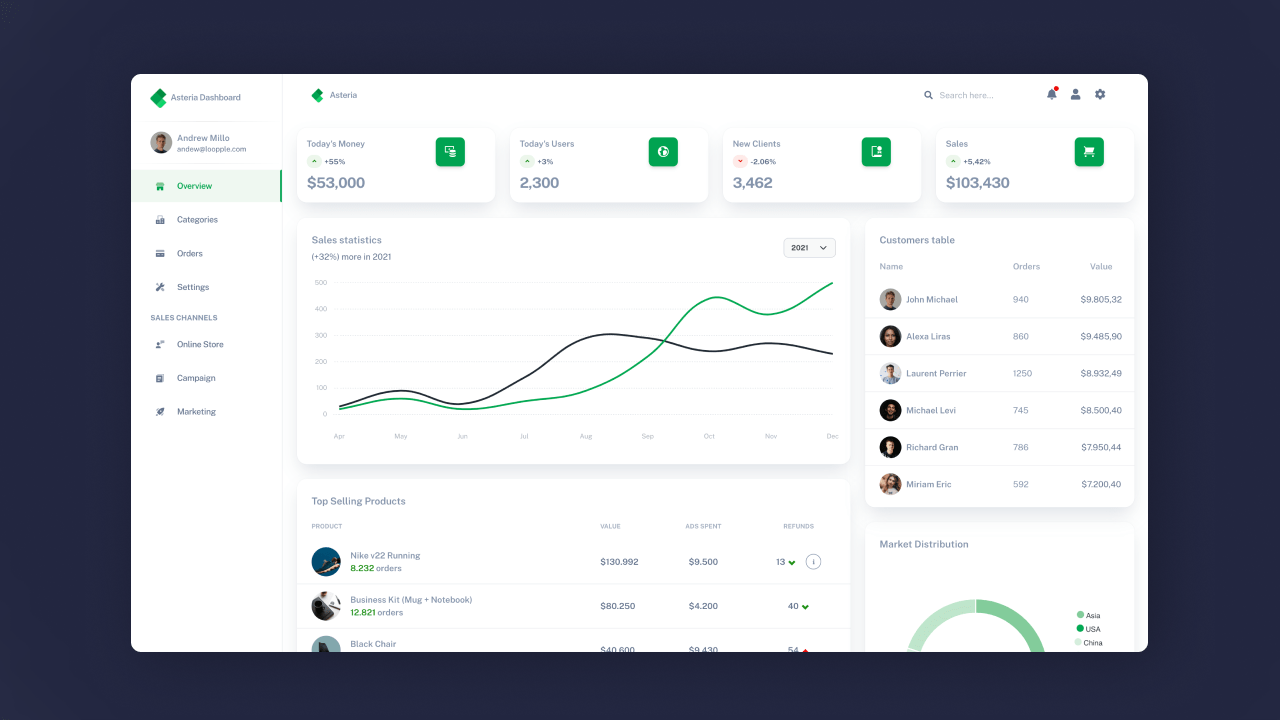 Asteria Dashboard
Andrew Millo
andew@loopple.com
Overview
Categories
Orders
Settings
SALES CHANNELS
Online Store
Campaign
Marketing
Asteria
Search here...
Today's Money
+55%
$53,000
Today's Users
+3%
2,300
New Clients
-2.06%
3,462
Sales
+5,42%
$103,430
Sales statistics
(+32%) more in 2021
2021
500
400
300
200
100
0
Apr May Jun Jul Aug Sep Oct Nov Dec
Customers table
Name Orders Value
John Michael 940 $9.805,32
Alexa Liras 860 $9.485,90
Laurent Perrier 1250 $8.932,49
Michael Levi 745 $8.500,40
Richard Gran 786 $7.950,44
Miriam Eric 592 $7.200,40
Top Selling Products
PRODUCT VALUE ADS SPENT REFUNDS
Nike v22 Running
8.232 orders
$130.992 $9.500 13
i
Business Kit (Mug + Notebook)
12.821 orders
$80.250 $4.200 40
Black Chair
$40.600 $9.430 54
Market Distribution
Asia
USA
China